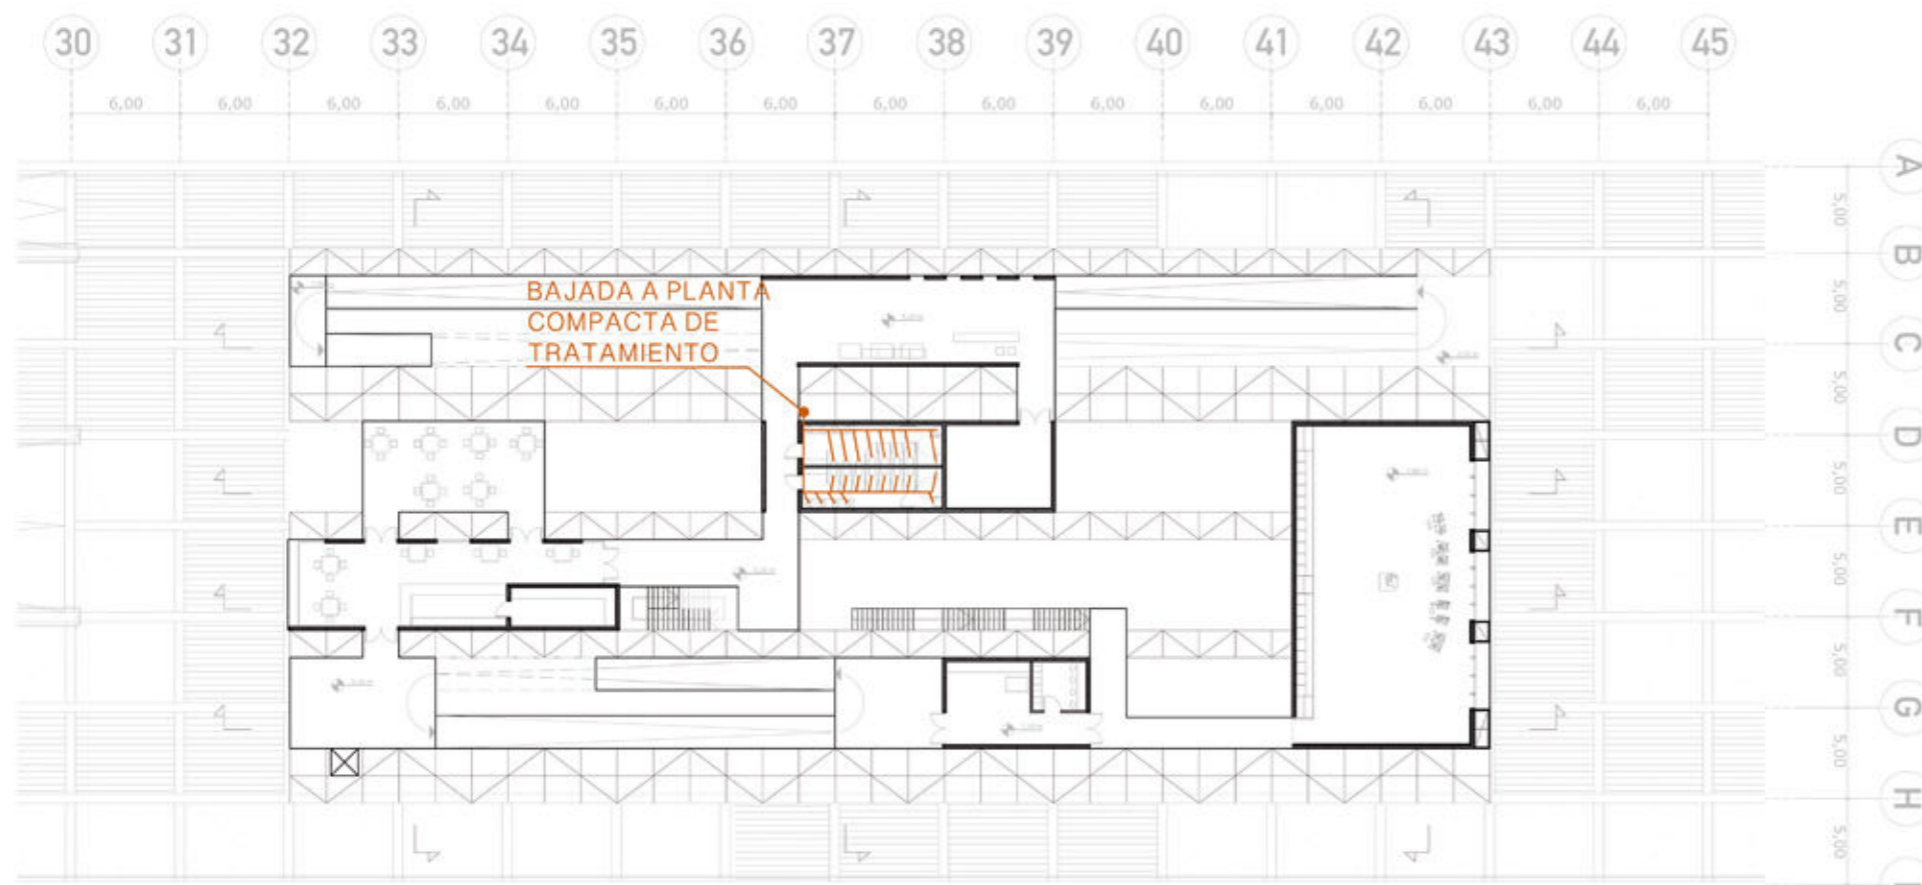 30 31 32 33 34 35 36 37 38 39 40 41 42 43 44 45
6,00 6,00 6,00 6,00 6,00 6,00 6,00 6,00 6,00 6,00 6,00 6,00 6,00 6,00 6,00
A
5,00
B
5,00
C
5,00
D
5,00
E
5,00
F
5,00
G
5,00
H
5,00
BAJADA A PLANTA
COMPACTA DE
TRATAMIENTO